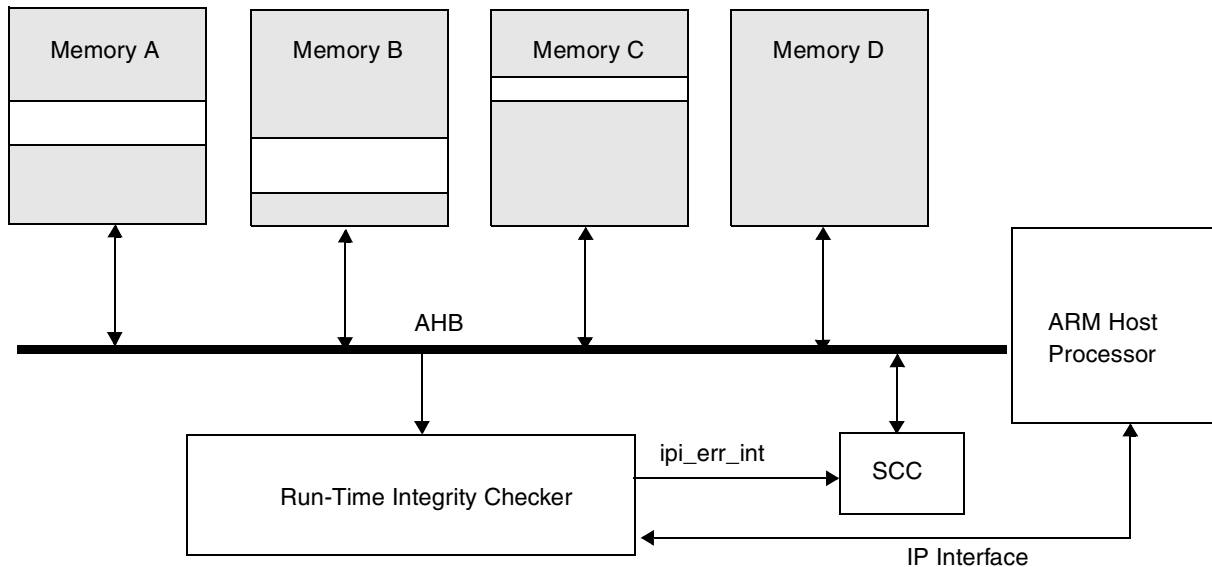 Memory A
Memory B
Memory C
Memory D
AHB
ARM Host
Processor
ipi_err_int
SCC
Run-Time Integrity Checker
IP Interface